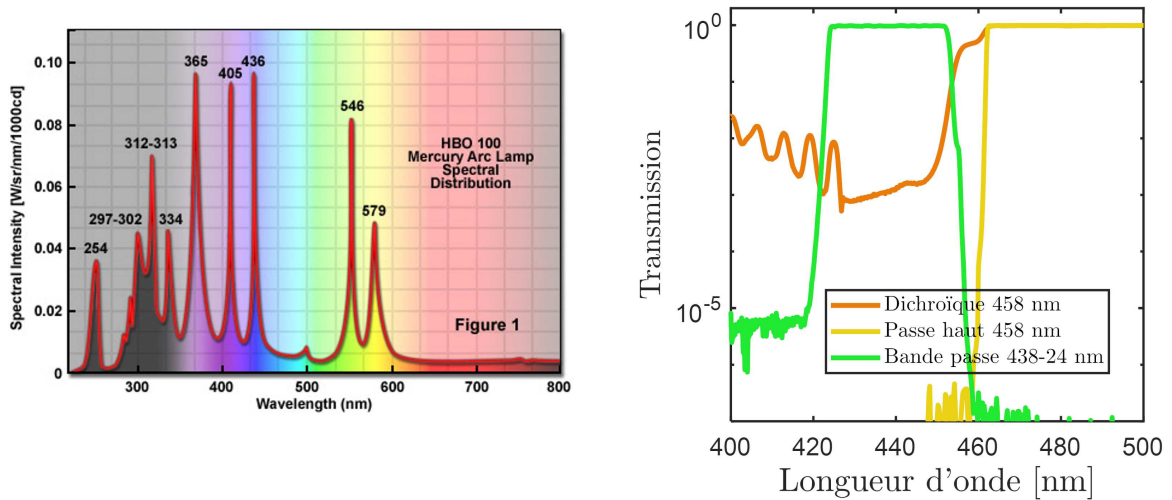 0.10
0.08
0.06
0.04
0.02
0
Spectral Intensity [W/sr/nm/1000cd]
254
297-302
312-313
334
365
405
436
546
579
HBO 100
Mercury Arc Lamp
Spectral
Distribution
Figure 1
300 400 500 600 700 800
Wavelength (nm)
10^0
10^-5
Transmission
Dichroïque 458 nm
Passe haut 458 nm
Bande passe 438-24 nm
400 420 440 460 480 500
Longueur d'onde [nm]